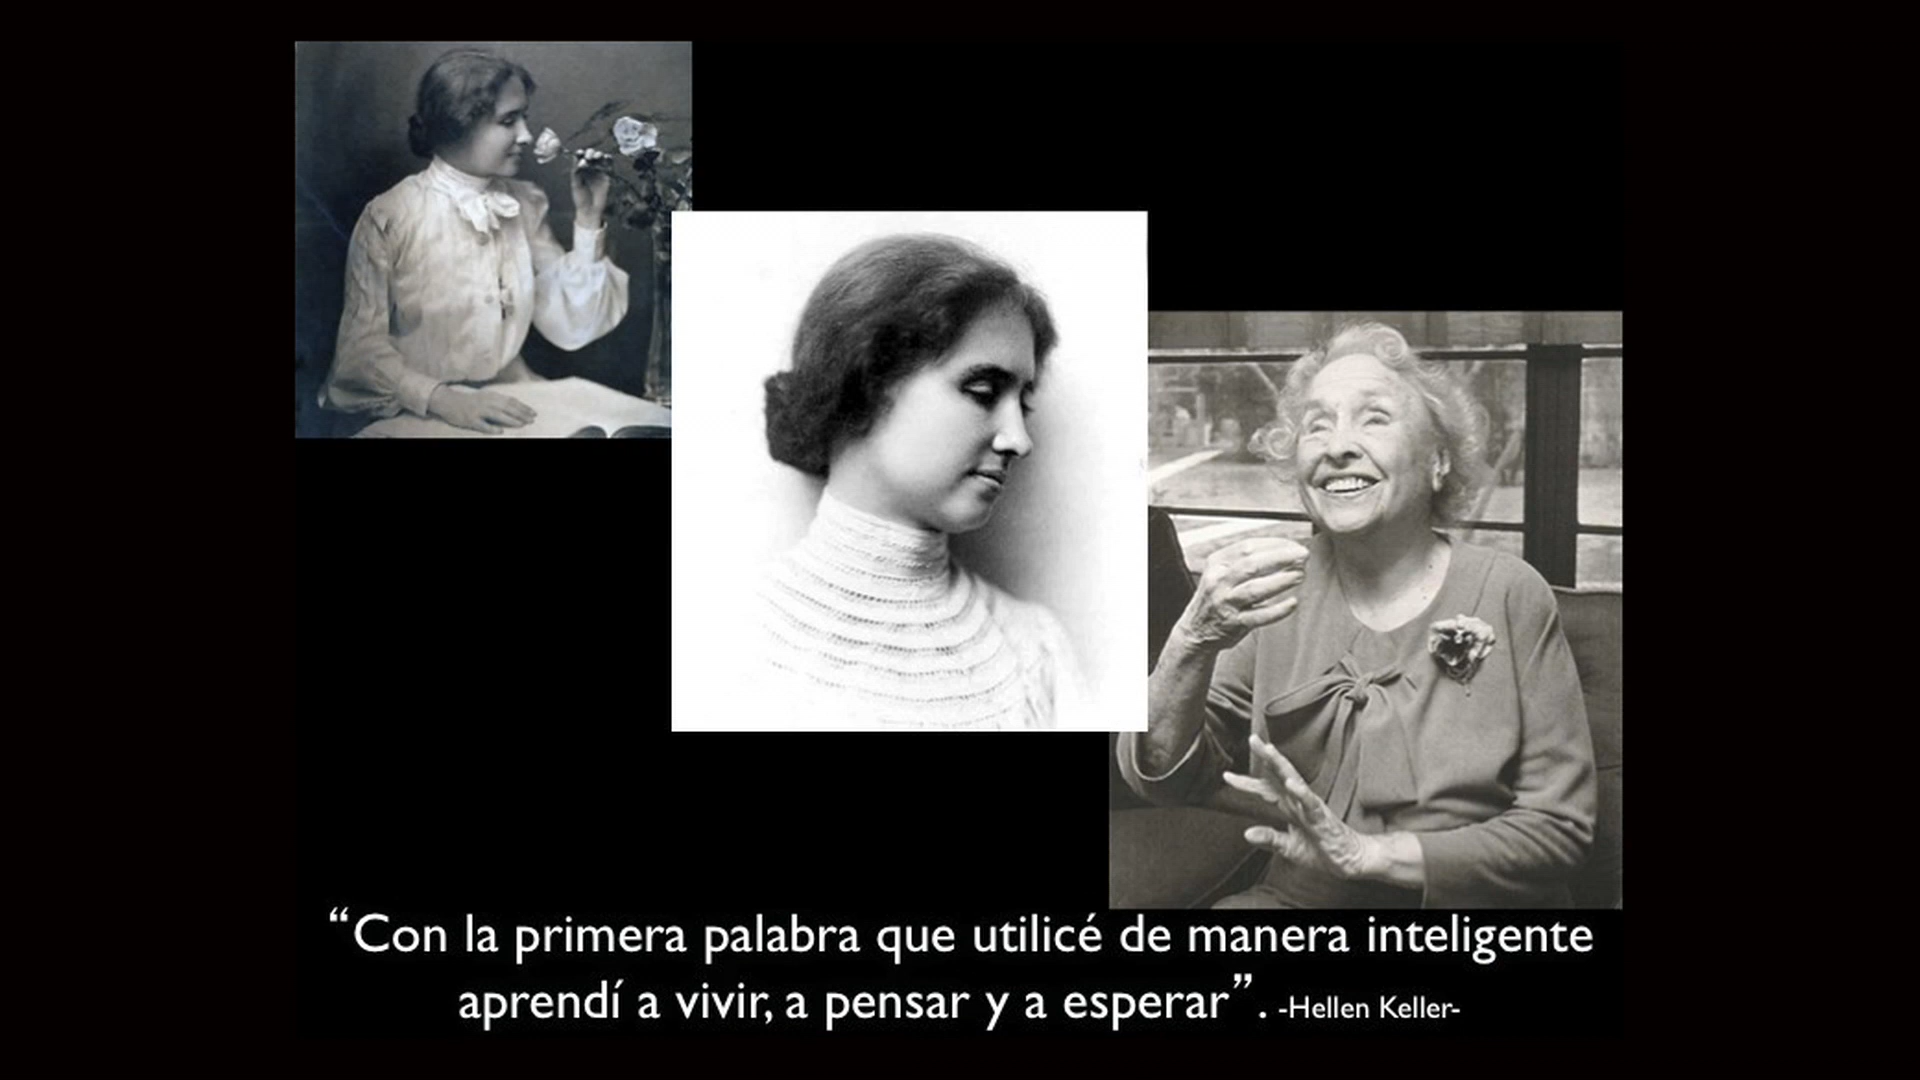 “Con la primera palabra que utilicé de manera inteligente
aprendí a vivir, a pensar y a esperar”. -Hellen Keller-